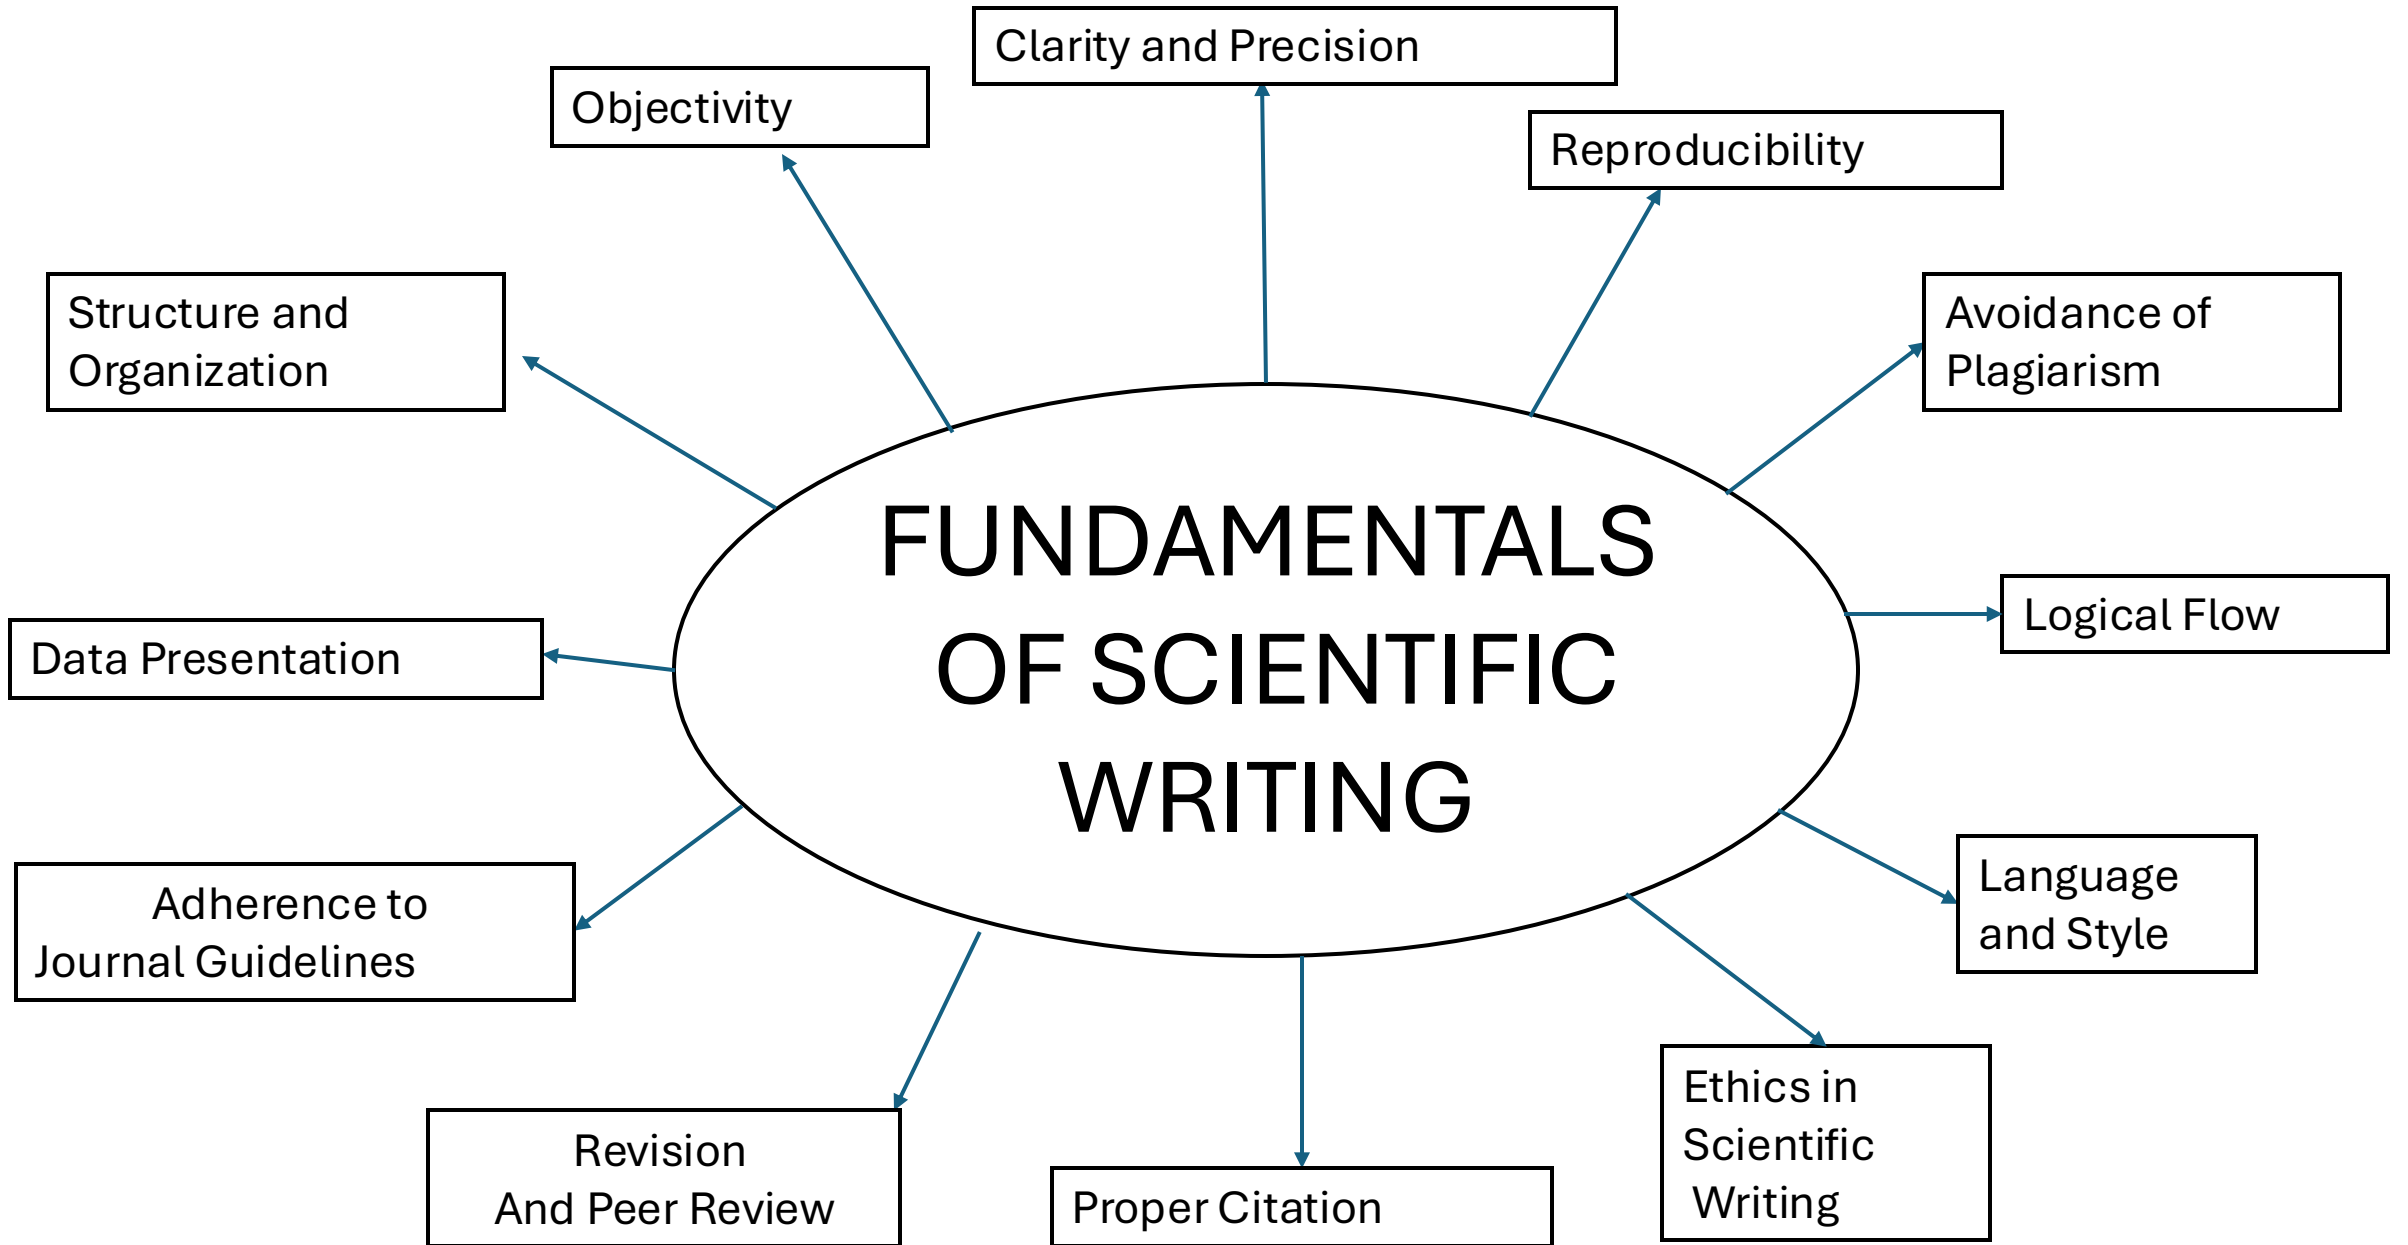 Clarity and Precision
Objectivity
Reproducibility
Structure and
Organization
Avoidance of
Plagiarism
FUNDAMENTALS
OF SCIENTIFIC
WRITING
Logical Flow
Data Presentation
Language
and Style
Adherence to
Journal Guidelines
Ethics in
Scientific
Writing
Revision
And Peer Review
Proper Citation